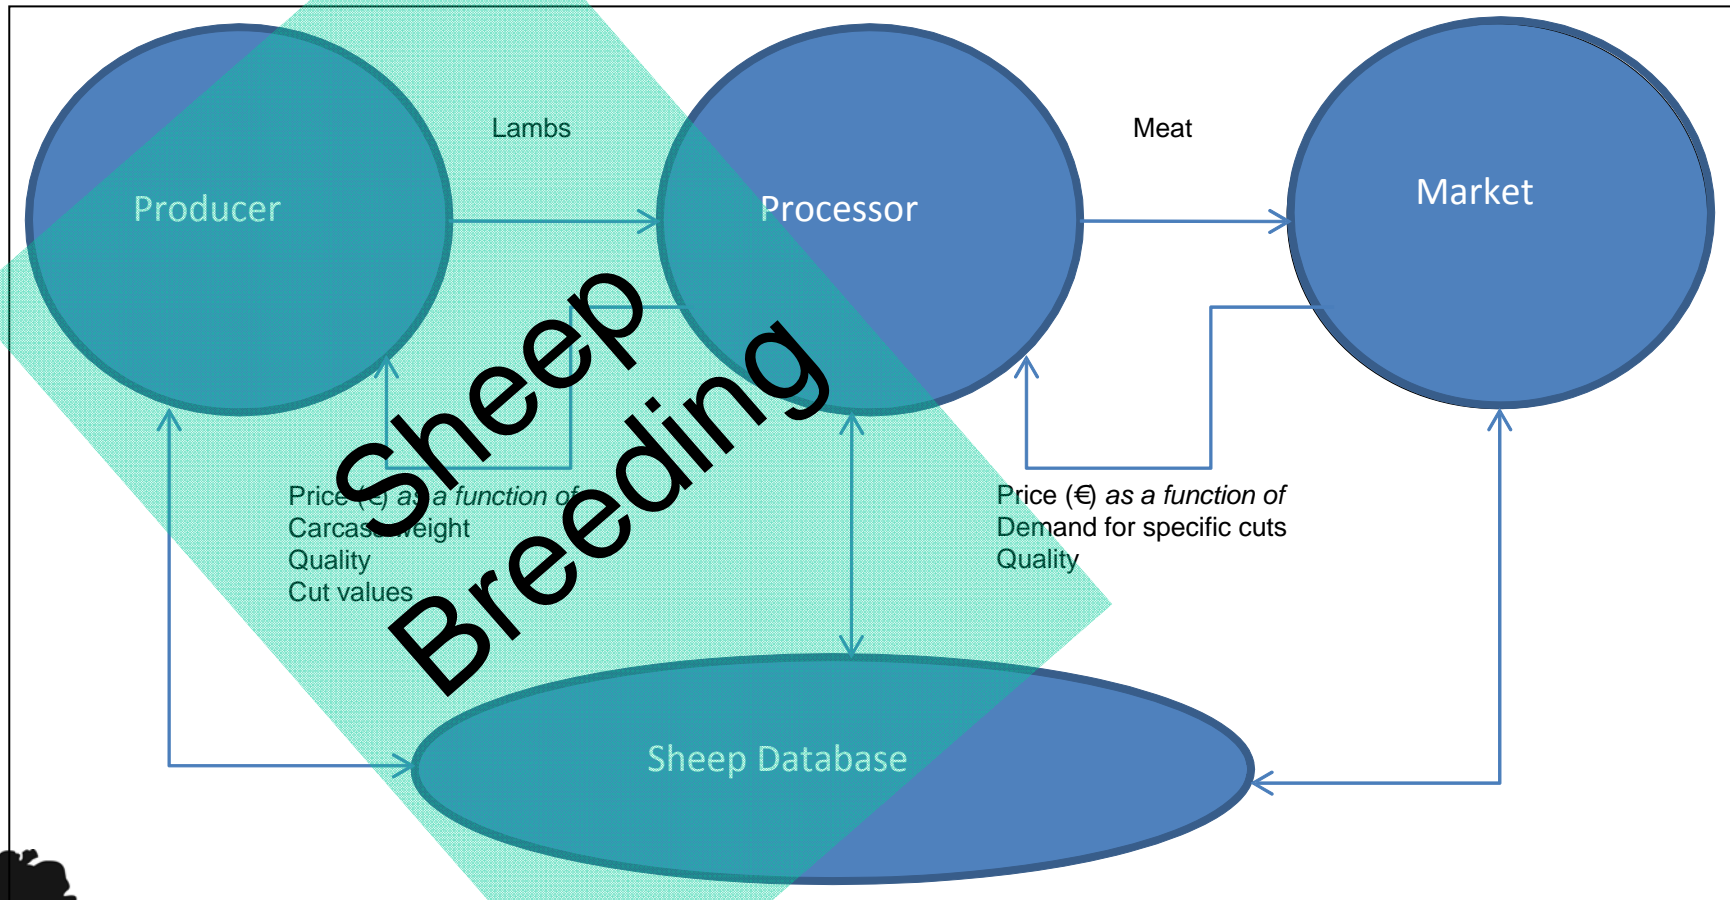 Lambs
Meat
Producer
Processor
Market
Sheep
Breeding
Price (€) as a function of
Carcass weight
Quality
Cut values
Price (€) as a function of
Demand for specific cuts
Quality
Sheep Database